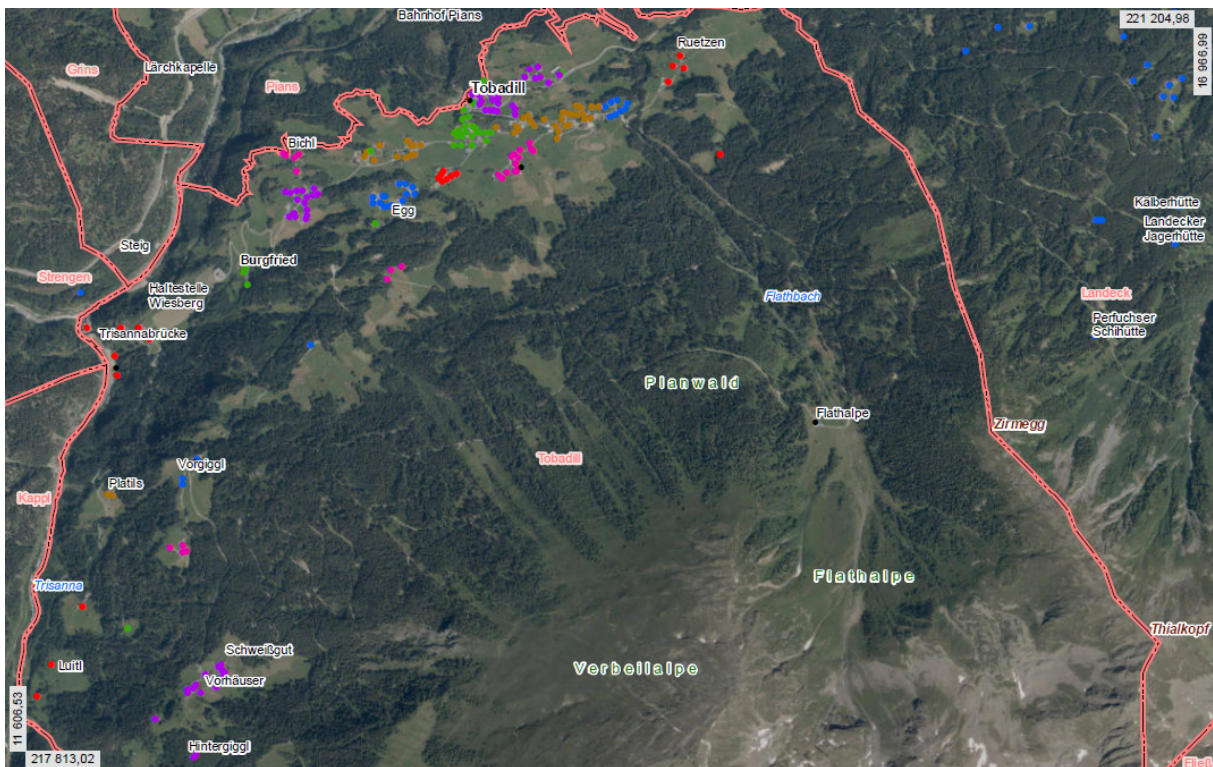 Bahnhof Pians
221 204,98
16 966,99
Ruetzen
Grins
Lärchkapelle
Pians
Tobadill
Bichl
Kalberhütte
Egg
Landecker
Jagerhütte
Steig
Burgfried
Strengen
Haltestelle
Wiesberg
Flathbach
Landeck
Trisannabrücke
Perfuchser
Schihütte
Planwald
Flathalpe
Zirmegg
Tobadill
Vorgiggl
Platils
Kappl
Flathalpe
Trisanna
Thialkopf
Schweißgut
Luitl
Verbeilalpe
Vorhäuser
11 606,53
Hintergiggl
217 813,02
Fließ